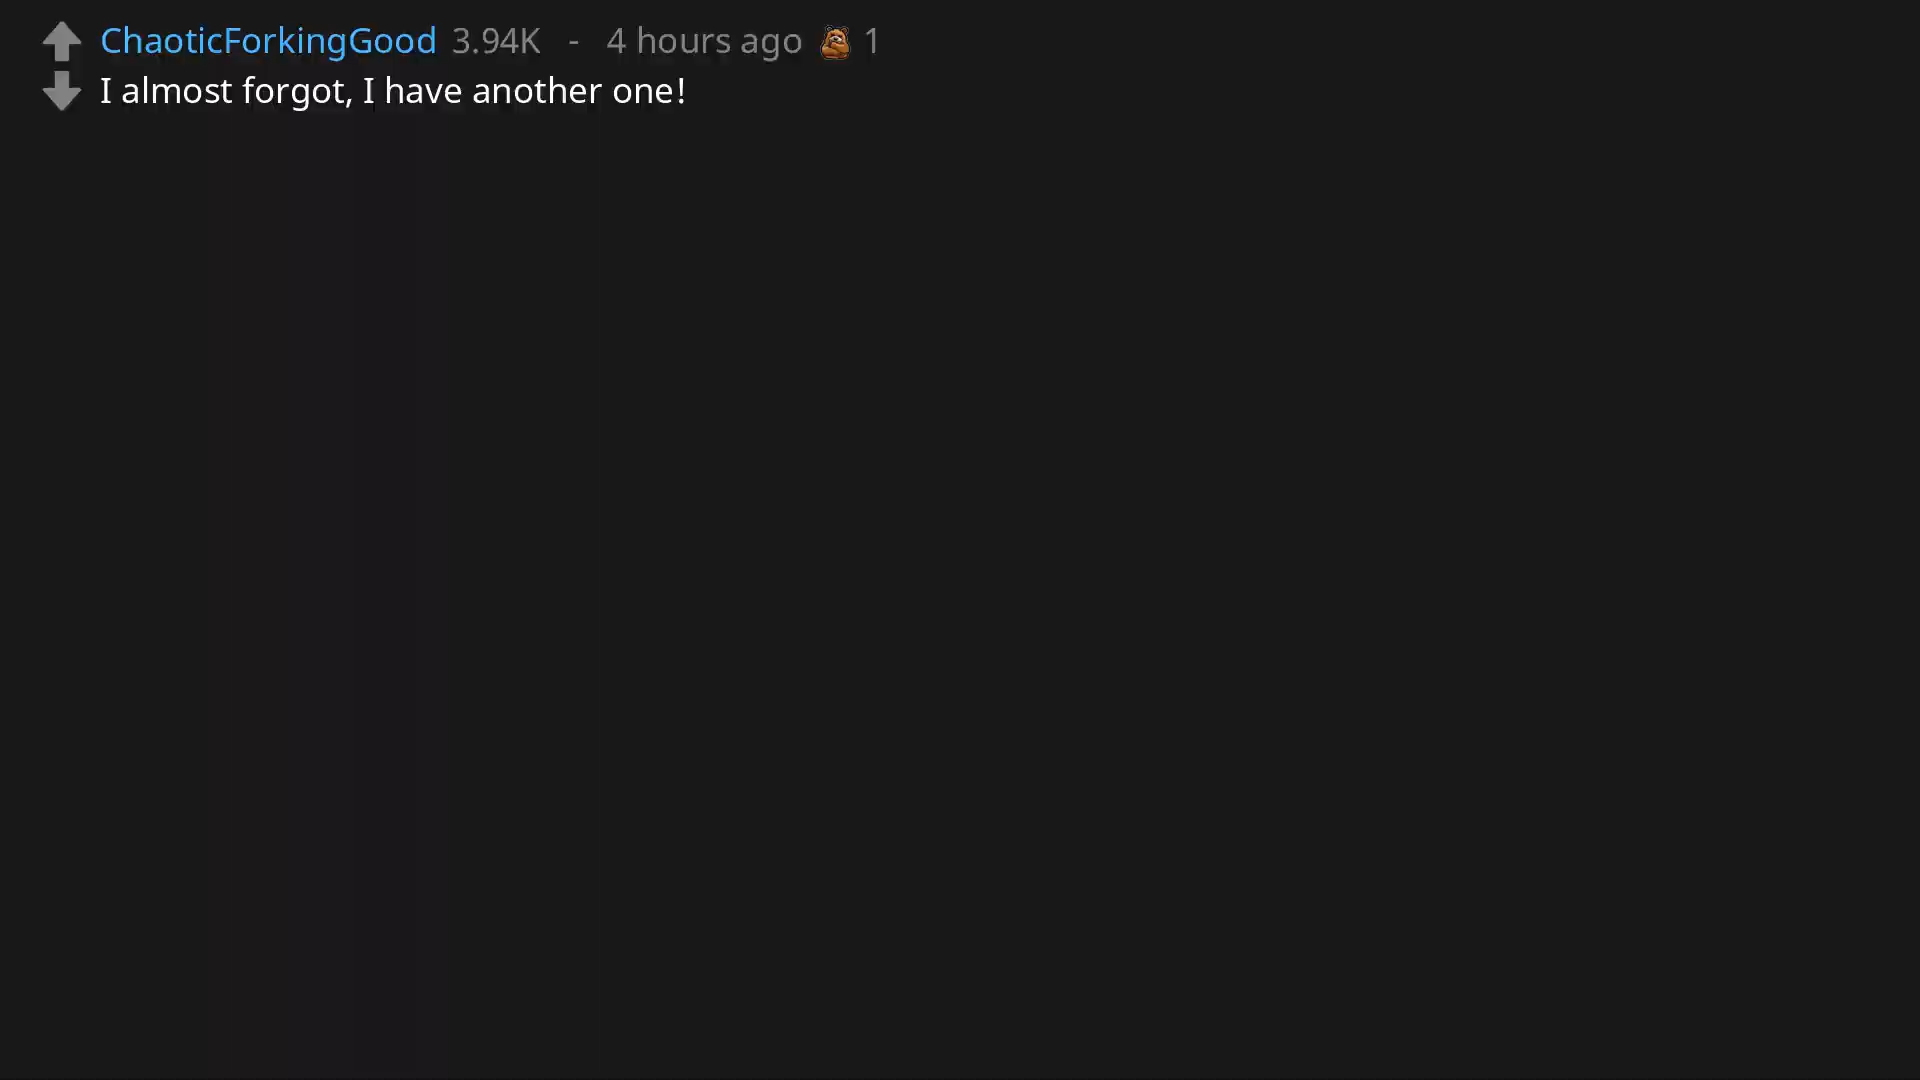 ChaoticForkingGood 3.94K - 4 hours ago 1
I almost forgot, I have another one!